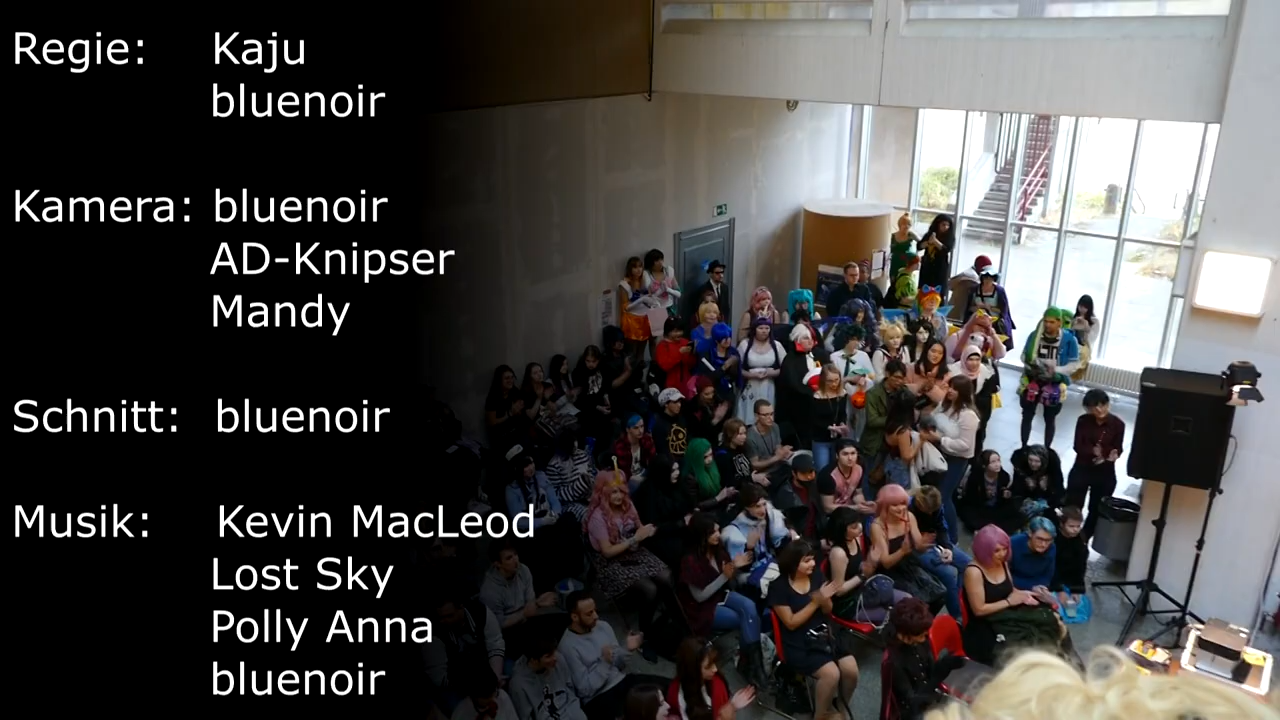 Regie: Kaju
bluenoir
Kamera: bluenoir
AD-Knipser
Mandy
Schnitt: bluenoir
Musik: Kevin MacLeod
Lost Sky
Polly Anna
bluenoir